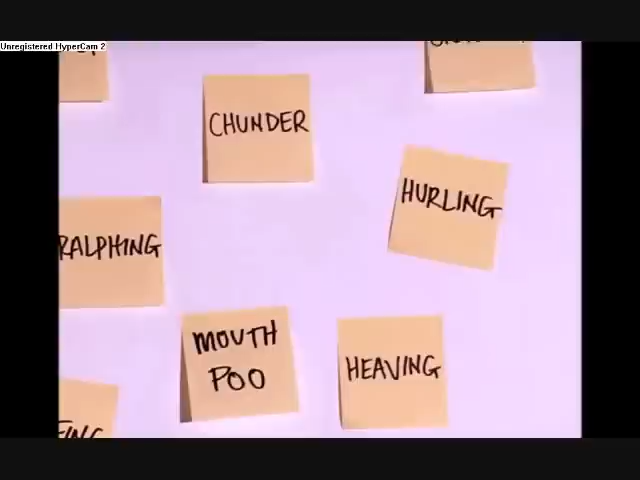 Unregistered HyperCam 2
CHUNDER
HURLING
RALPHING
MOUTH
POO
HEAVING